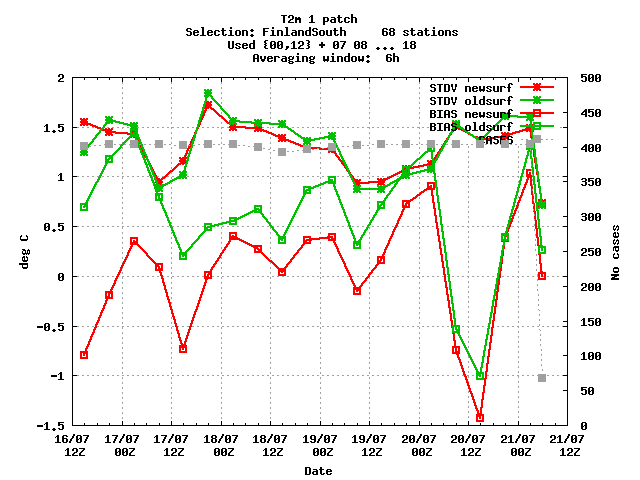 T2m 1 patch
Selection: FinlandSouth 68 stations
Used {00,12} + 07 08 ... 18
Averaging window: 6h
STDV newsurf
STDV oldsurf
BIAS newsurf
BIAS oldsurf
CASES
2
1.5
1
0.5
0
-0.5
-1
-1.5
deg C
500
450
400
350
300
250
200
150
100
50
0
No cases
16/07 17/07 17/07 18/07 18/07 19/07 19/07 20/07 20/07 21/07 21/07
12Z 00Z 12Z 00Z 12Z 00Z 12Z 00Z 12Z 00Z 12Z
Date